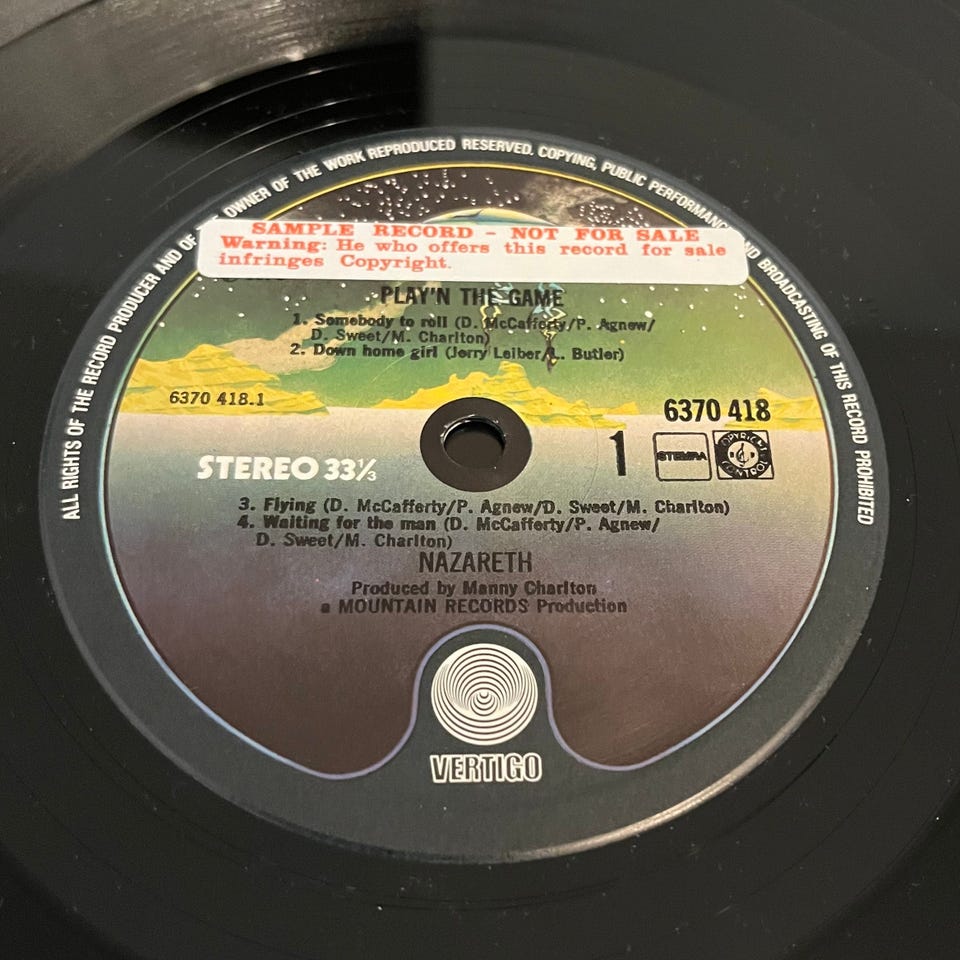 ALL RIGHTS OF THE RECORD PRODUCER AND OF OWNER OF THE WORK REPRODUCED RESERVED. COPYING, PUBLIC PERFORMANCE AND BROADCASTING OF THIS RECORD PROHIBITED
SAMPLE RECORD - NOT FOR SALE
Warning: He who offers this record for sale
infringes Copyright.
PLAY'N THE GAME
1. Somebody to roll (D. McCafferty/P. Agnew/
D. Sweet/M. Charlton)
2. Down home girl (Jerry Leiber/A. Butler)
6370 418.1
6370 418
STEREO 33⅓
1
STEMRA
COPYRIGHT CONTROL
3. Flying (D. McCafferty/P. Agnew/D. Sweet/M. Charlton)
4. Waiting for the man (D. McCafferty/P. Agnew/
D. Sweet/M. Charlton)
NAZARETH
Produced by Manny Charlton
a MOUNTAIN RECORDS Production
VERTIGO